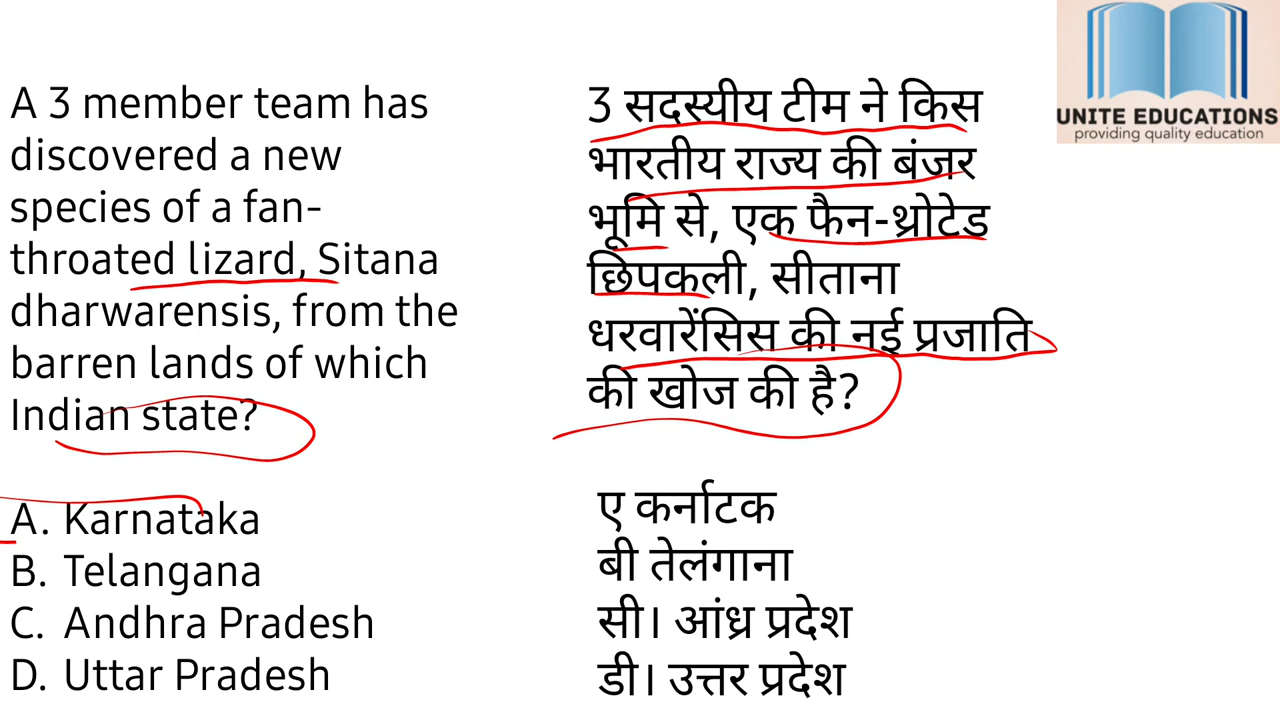 UNITE EDUCATIONS
providing quality education
A 3 member team has
discovered a new
species of a fan-
throated lizard, Sitana
dharwarensis, from the
barren lands of which
Indian state?
A. Karnataka
B. Telangana
C. Andhra Pradesh
D. Uttar Pradesh
3 सदस्यीय टीम ने किस
भारतीय राज्य की बंजर
भूमि से, एक फैन-थ्रोटेड
छिपकली, सीताना
धरवारेंसिस की नई प्रजाति
की खोज की है?
ए कर्नाटक
बी तेलंगाना
सी। आंध्र प्रदेश
डी। उत्तर प्रदेश